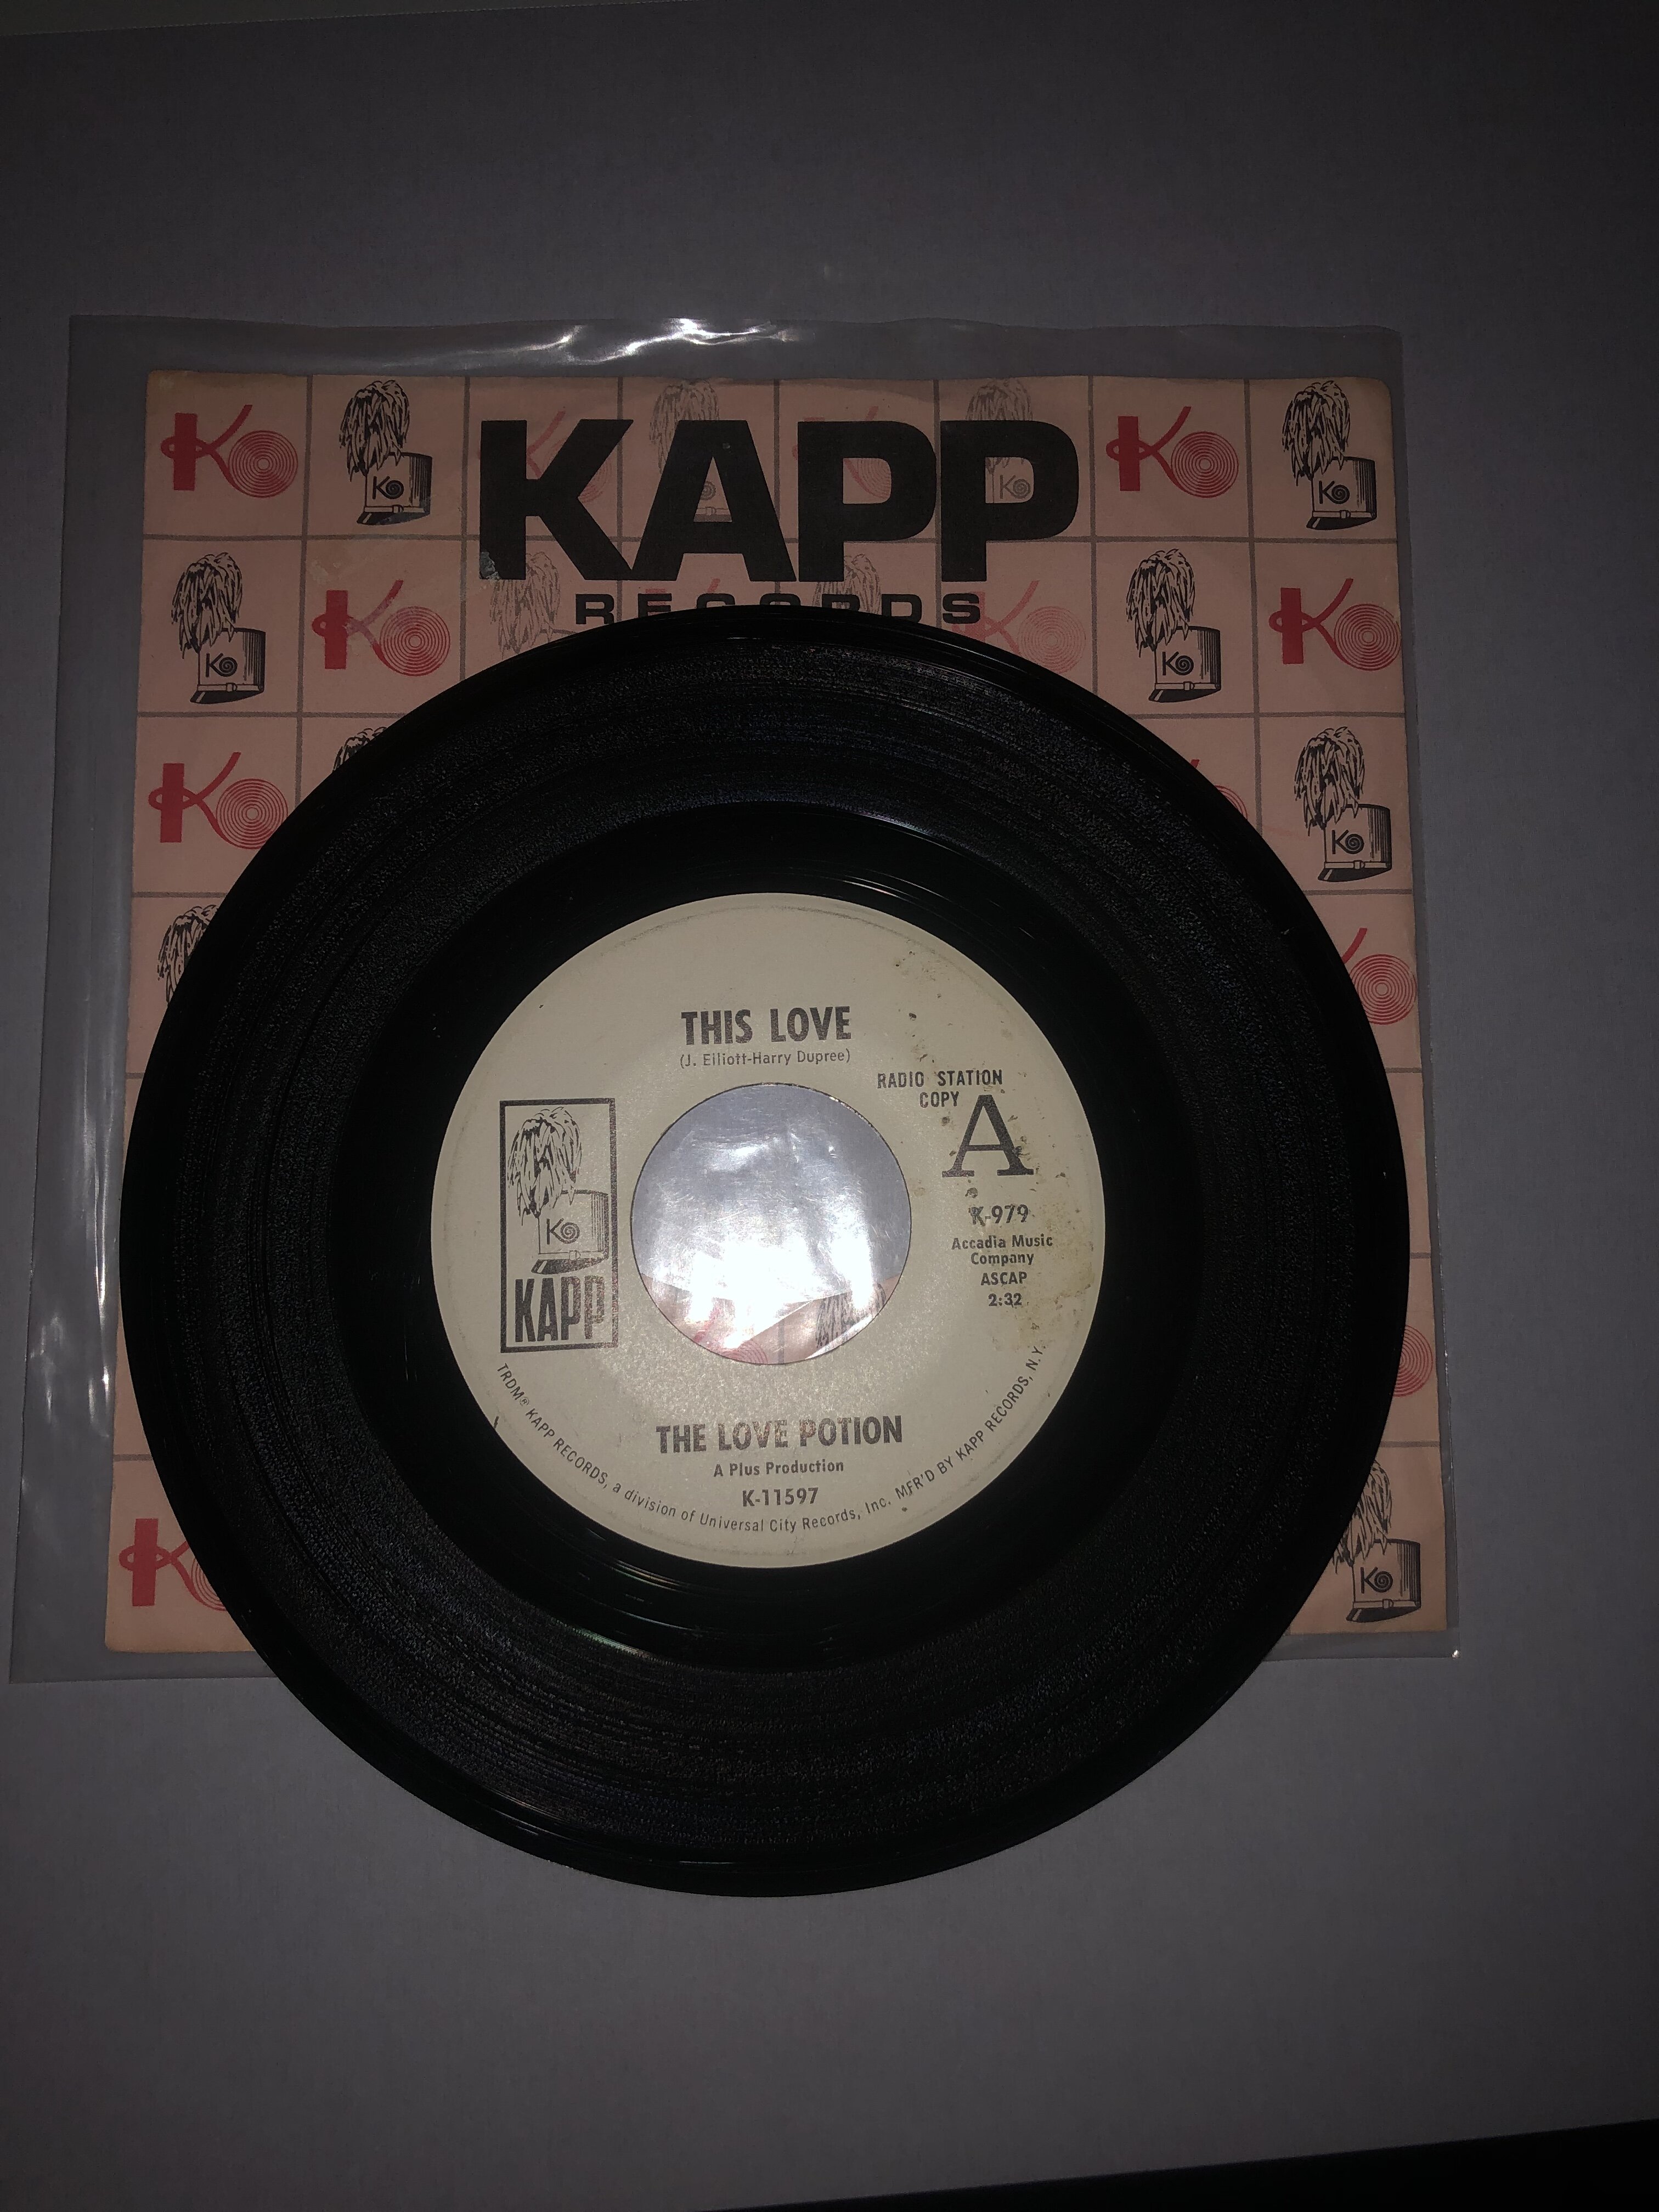 KAPP
RECORDS
THIS LOVE
(J. Elliott-Harry Dupree)
RADIO STATION
COPY
A
K-979
Accadia Music
Company
ASCAP
2:32
KO
KAPP
THE LOVE POTION
A Plus Production
K-11597
TRDM® KAPP RECORDS, a division of Universal City Records, Inc. MFR'D BY KAPP RECORDS, N.Y.